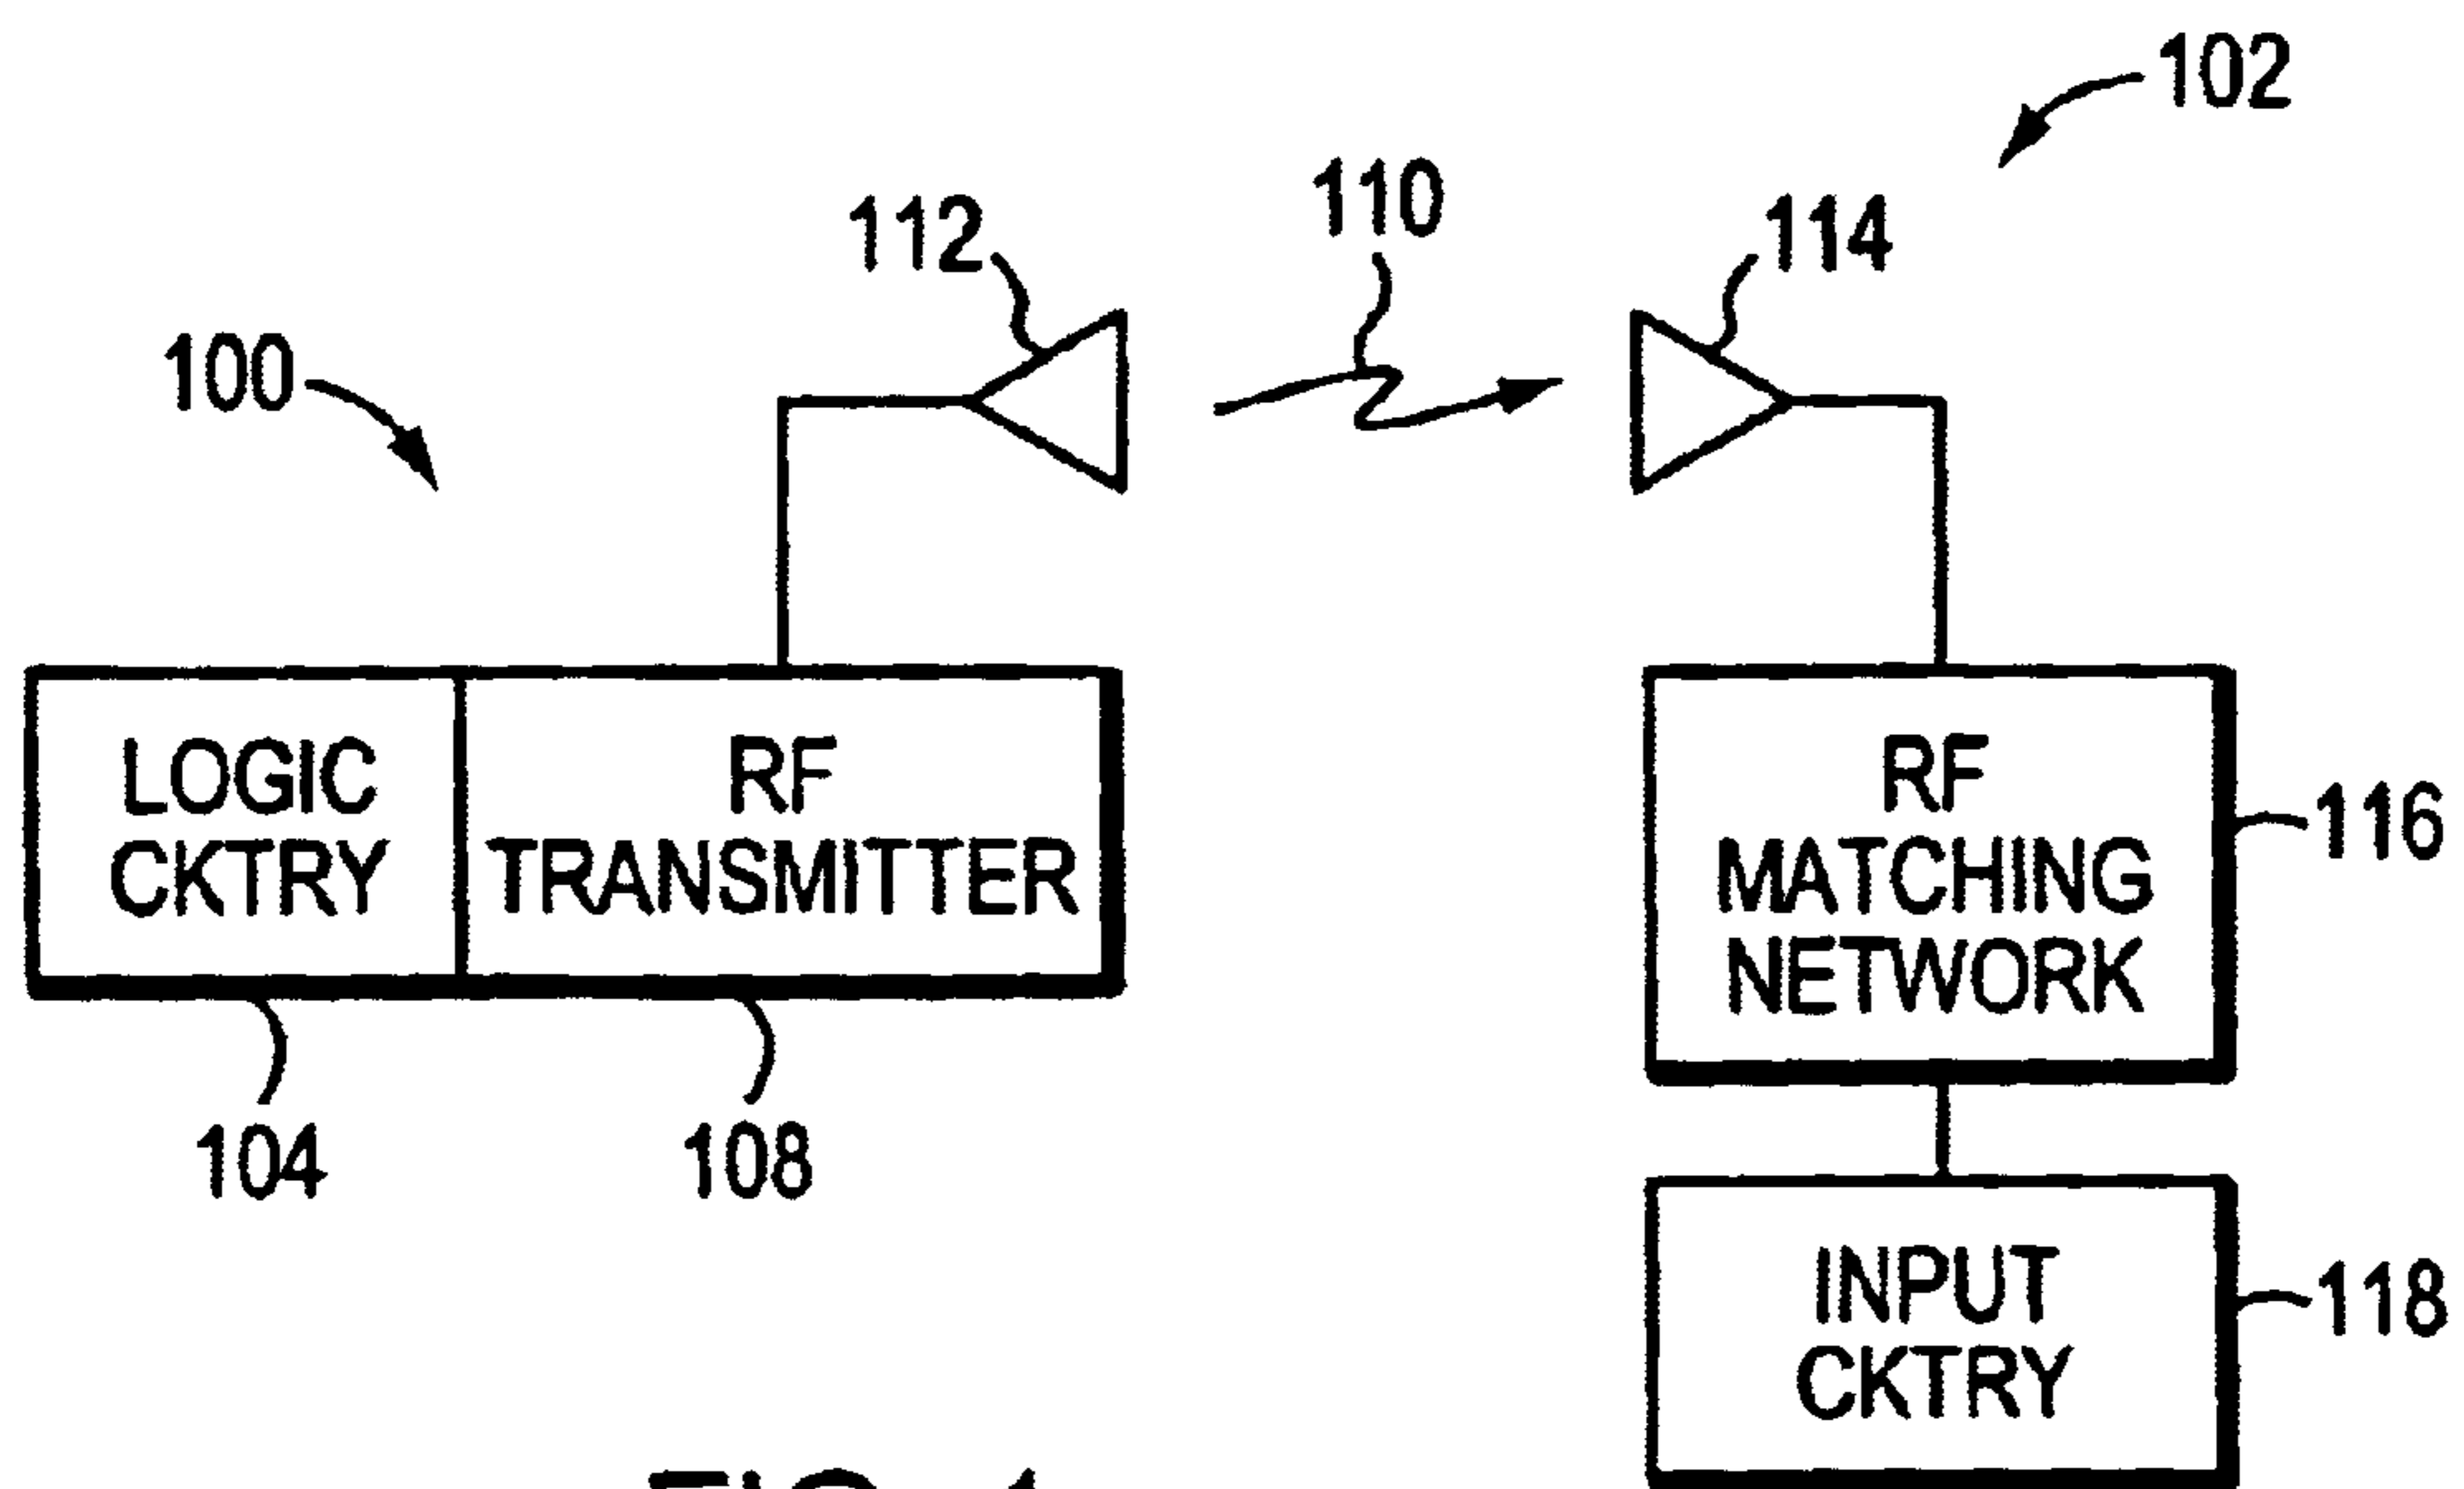 102
110
112
114
100
LOGIC
CKTRY
RF
TRANSMITTER
RF
MATCHING
NETWORK
116
104
108
INPUT
CKTRY
118